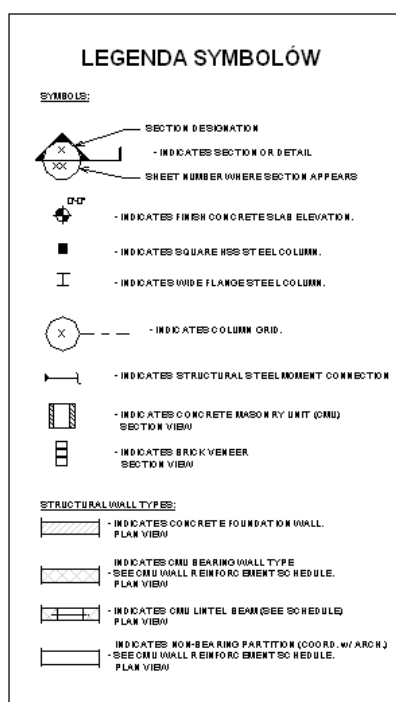 LEGENDA SYMBOLÓW
SYMBOLS:
SECTION DESIGNATION
X
- INDICATES SECTION OR DETAIL
XX
SHEET NUMBER WHERE SECTION APPEARS
0'-0"
- INDICATES FINISH CONCRETE SLAB ELEVATION.
- INDICATES SQUARE HSS STEEL COLUMN.
- INDICATES WIDE FLANGE STEEL COLUMN.
X
- INDICATES COLUMN GRID.
- INDICATES STRUCTURAL STEEL MOMENT CONNECTION
- INDICATES CONCRETE MASONRY UNIT (CMU)
SECTION VIEW
- INDICATES BRICK VENEER
SECTION VIEW
STRUCTURAL WALL TYPES:
- INDICATES CONCRETE FOUNDATION WALL.
PLAN VIEW
INDICATES CMU BEARING WALL TYPE
- SEE CMU WALL REINFORCEMENT SCHEDULE.
PLAN VIEW
- INDICATES CMU LINTEL BEAM (SEE SCHEDULE)
PLAN VIEW
INDICATES NON-BEARING PARTITION (COORD. w/ ARCH.)
- SEE CMU WALL REINFORCEMENT SCHEDULE.
PLAN VIEW